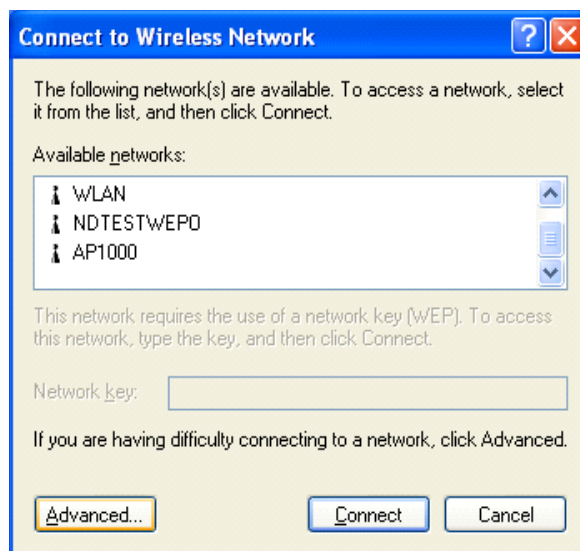 Connect to Wireless Network
The following network(s) are available. To access a network, select
it from the list, and then click Connect.
Available networks:
WLAN
NDTESTWEP0
AP1000
This network requires the use of a network key (WEP). To access
this network, type the key, and then click Connect.
Network key:
If you are having difficulty connecting to a network, click Advanced.
Advanced... Connect Cancel